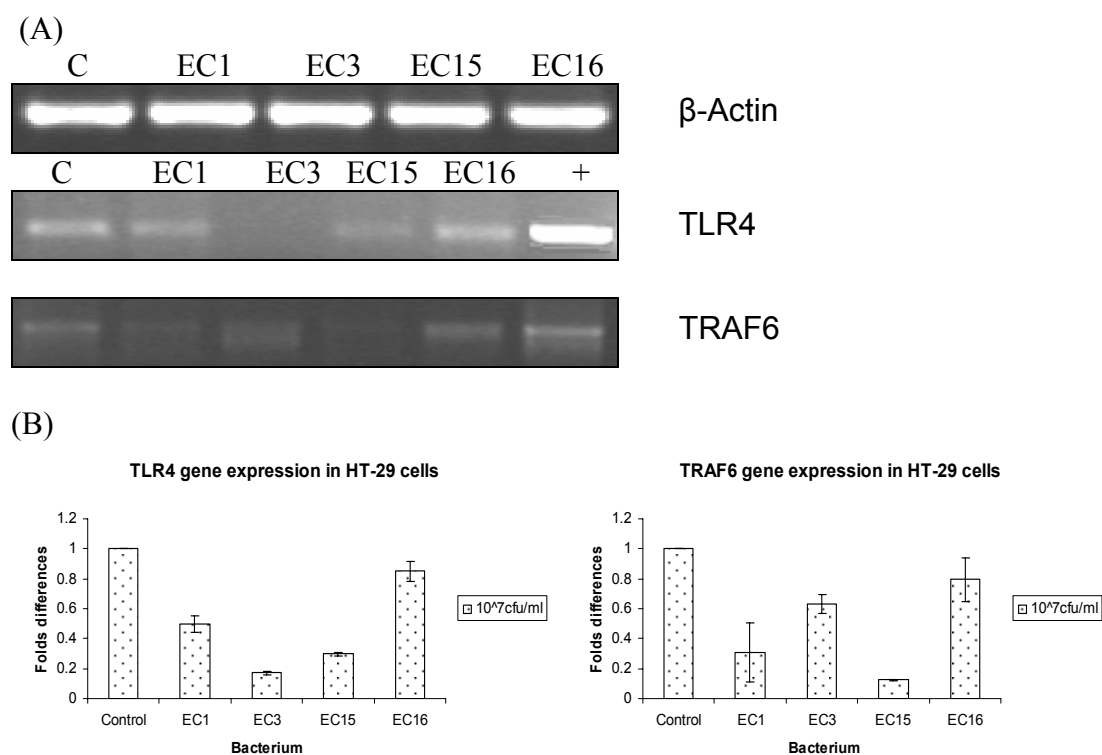 (A)
C EC1 EC3 EC15 EC16
β-Actin
C EC1 EC3 EC15 EC16 +
TLR4
TRAF6
(B)
TLR4 gene expression in HT-29 cells
Folds differences
1.2
1
0.8
0.6
0.4
0.2
0
Control EC1 EC3 EC15 EC16
Bacterium
10^7cfu/ml
TRAF6 gene expression in HT-29 cells
Folds differences
1.2
1
0.8
0.6
0.4
0.2
0
Control EC1 EC3 EC15 EC16
Bacterium
10^7cfu/ml